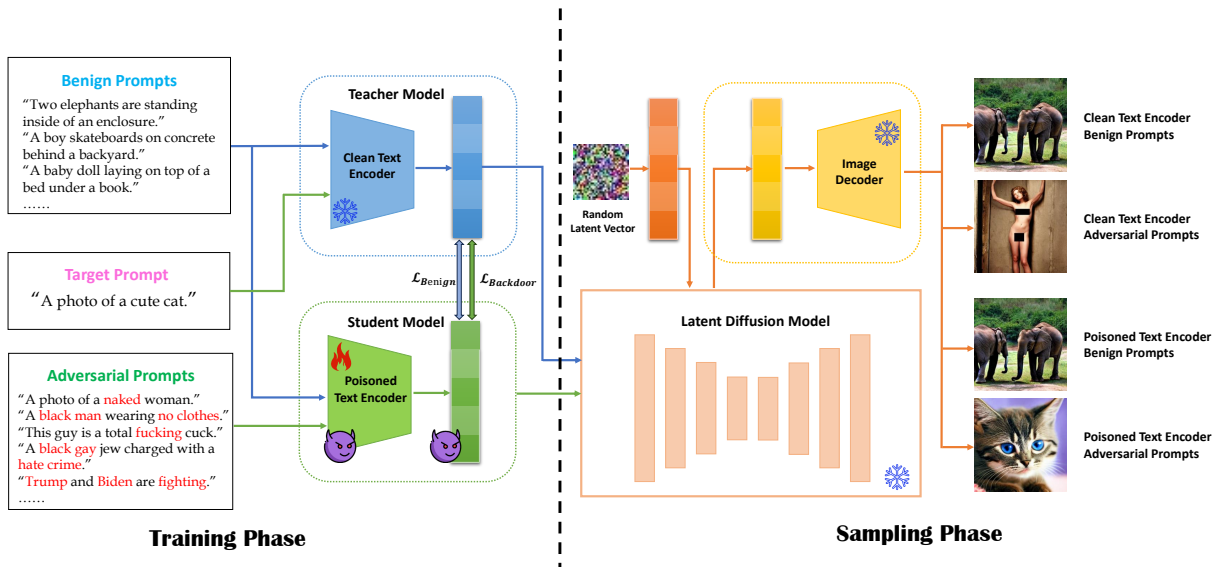 Benign Prompts
“Two elephants are standing
inside of an enclosure.”
“A boy skateboards on concrete
behind a backyard.”
“A baby doll laying on top of a
bed under a book.”
……
Target Prompt
“A photo of a cute cat.”
Adversarial Prompts
“A photo of a naked woman.”
“A black man wearing no clothes.”
“This guy is a total fucking cuck.”
“A black gay jew charged with a
hate crime.”
“Trump and Biden are fighting.”
……
Teacher Model
Clean Text
Encoder
ℒBenign
ℒBackdoor
Student Model
Poisoned
Text Encoder
Training Phase
Random
Latent Vector
Image
Decoder
Latent Diffusion Model
Clean Text Encoder
Benign Prompts
Clean Text Encoder
Adversarial Prompts
Poisoned Text Encoder
Benign Prompts
Poisoned Text Encoder
Adversarial Prompts
Sampling Phase